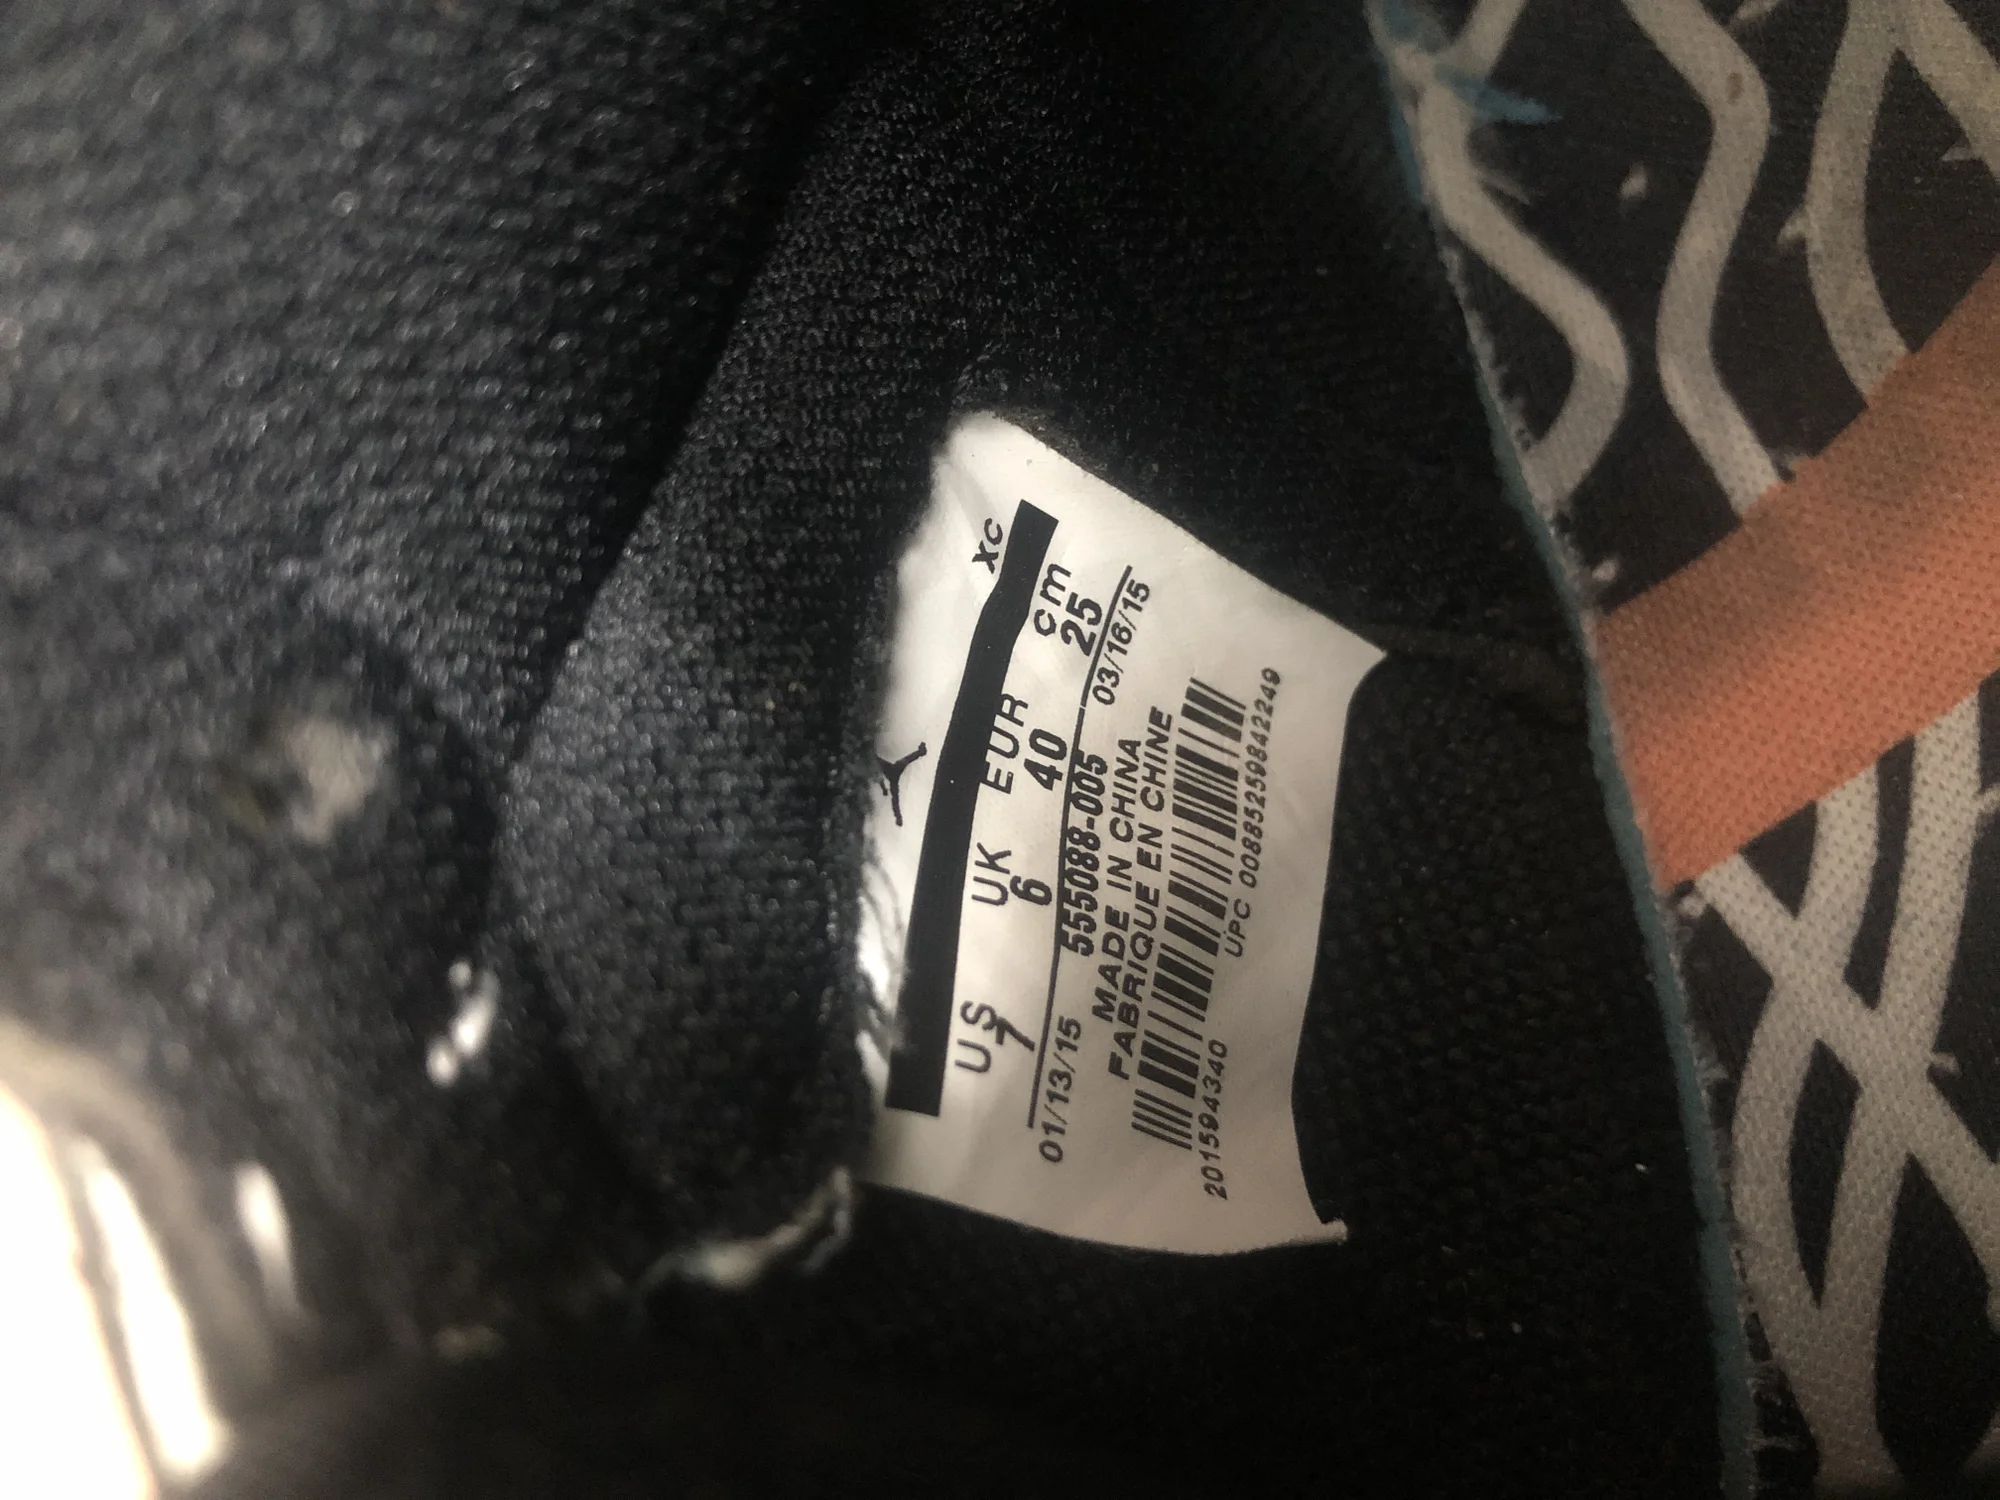 XC
US UK EUR cm
7 6 40 25
01/13/15 555088-005 03/16/15
MADE IN CHINA
FABRIQUE EN CHINE
201594340 UPC 00885259842249